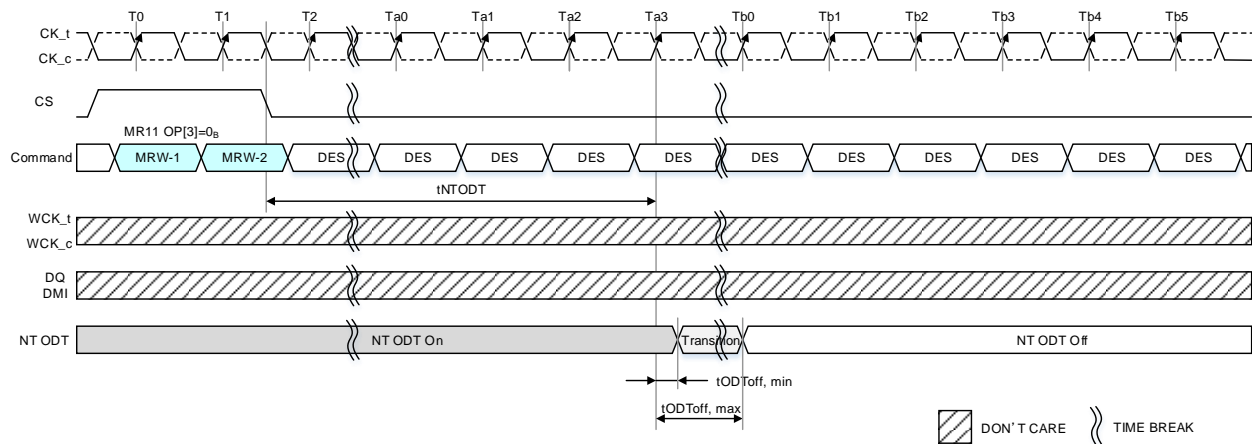 T0 T1 T2 Ta0 Ta1 Ta2 Ta3 Tb0 Tb1 Tb2 Tb3 Tb4 Tb5
CK_t
CK_c
CS
MR11 OP[3]=0B
Command MRW-1 MRW-2 DES DES DES DES DES DES DES DES DES DES DES
tNTODT
WCK_t
WCK_c
DQ
DMI
NT ODT NT ODT On Transition NT ODT Off
tODToff, min
tODToff, max
DON'T CARE TIME BREAK